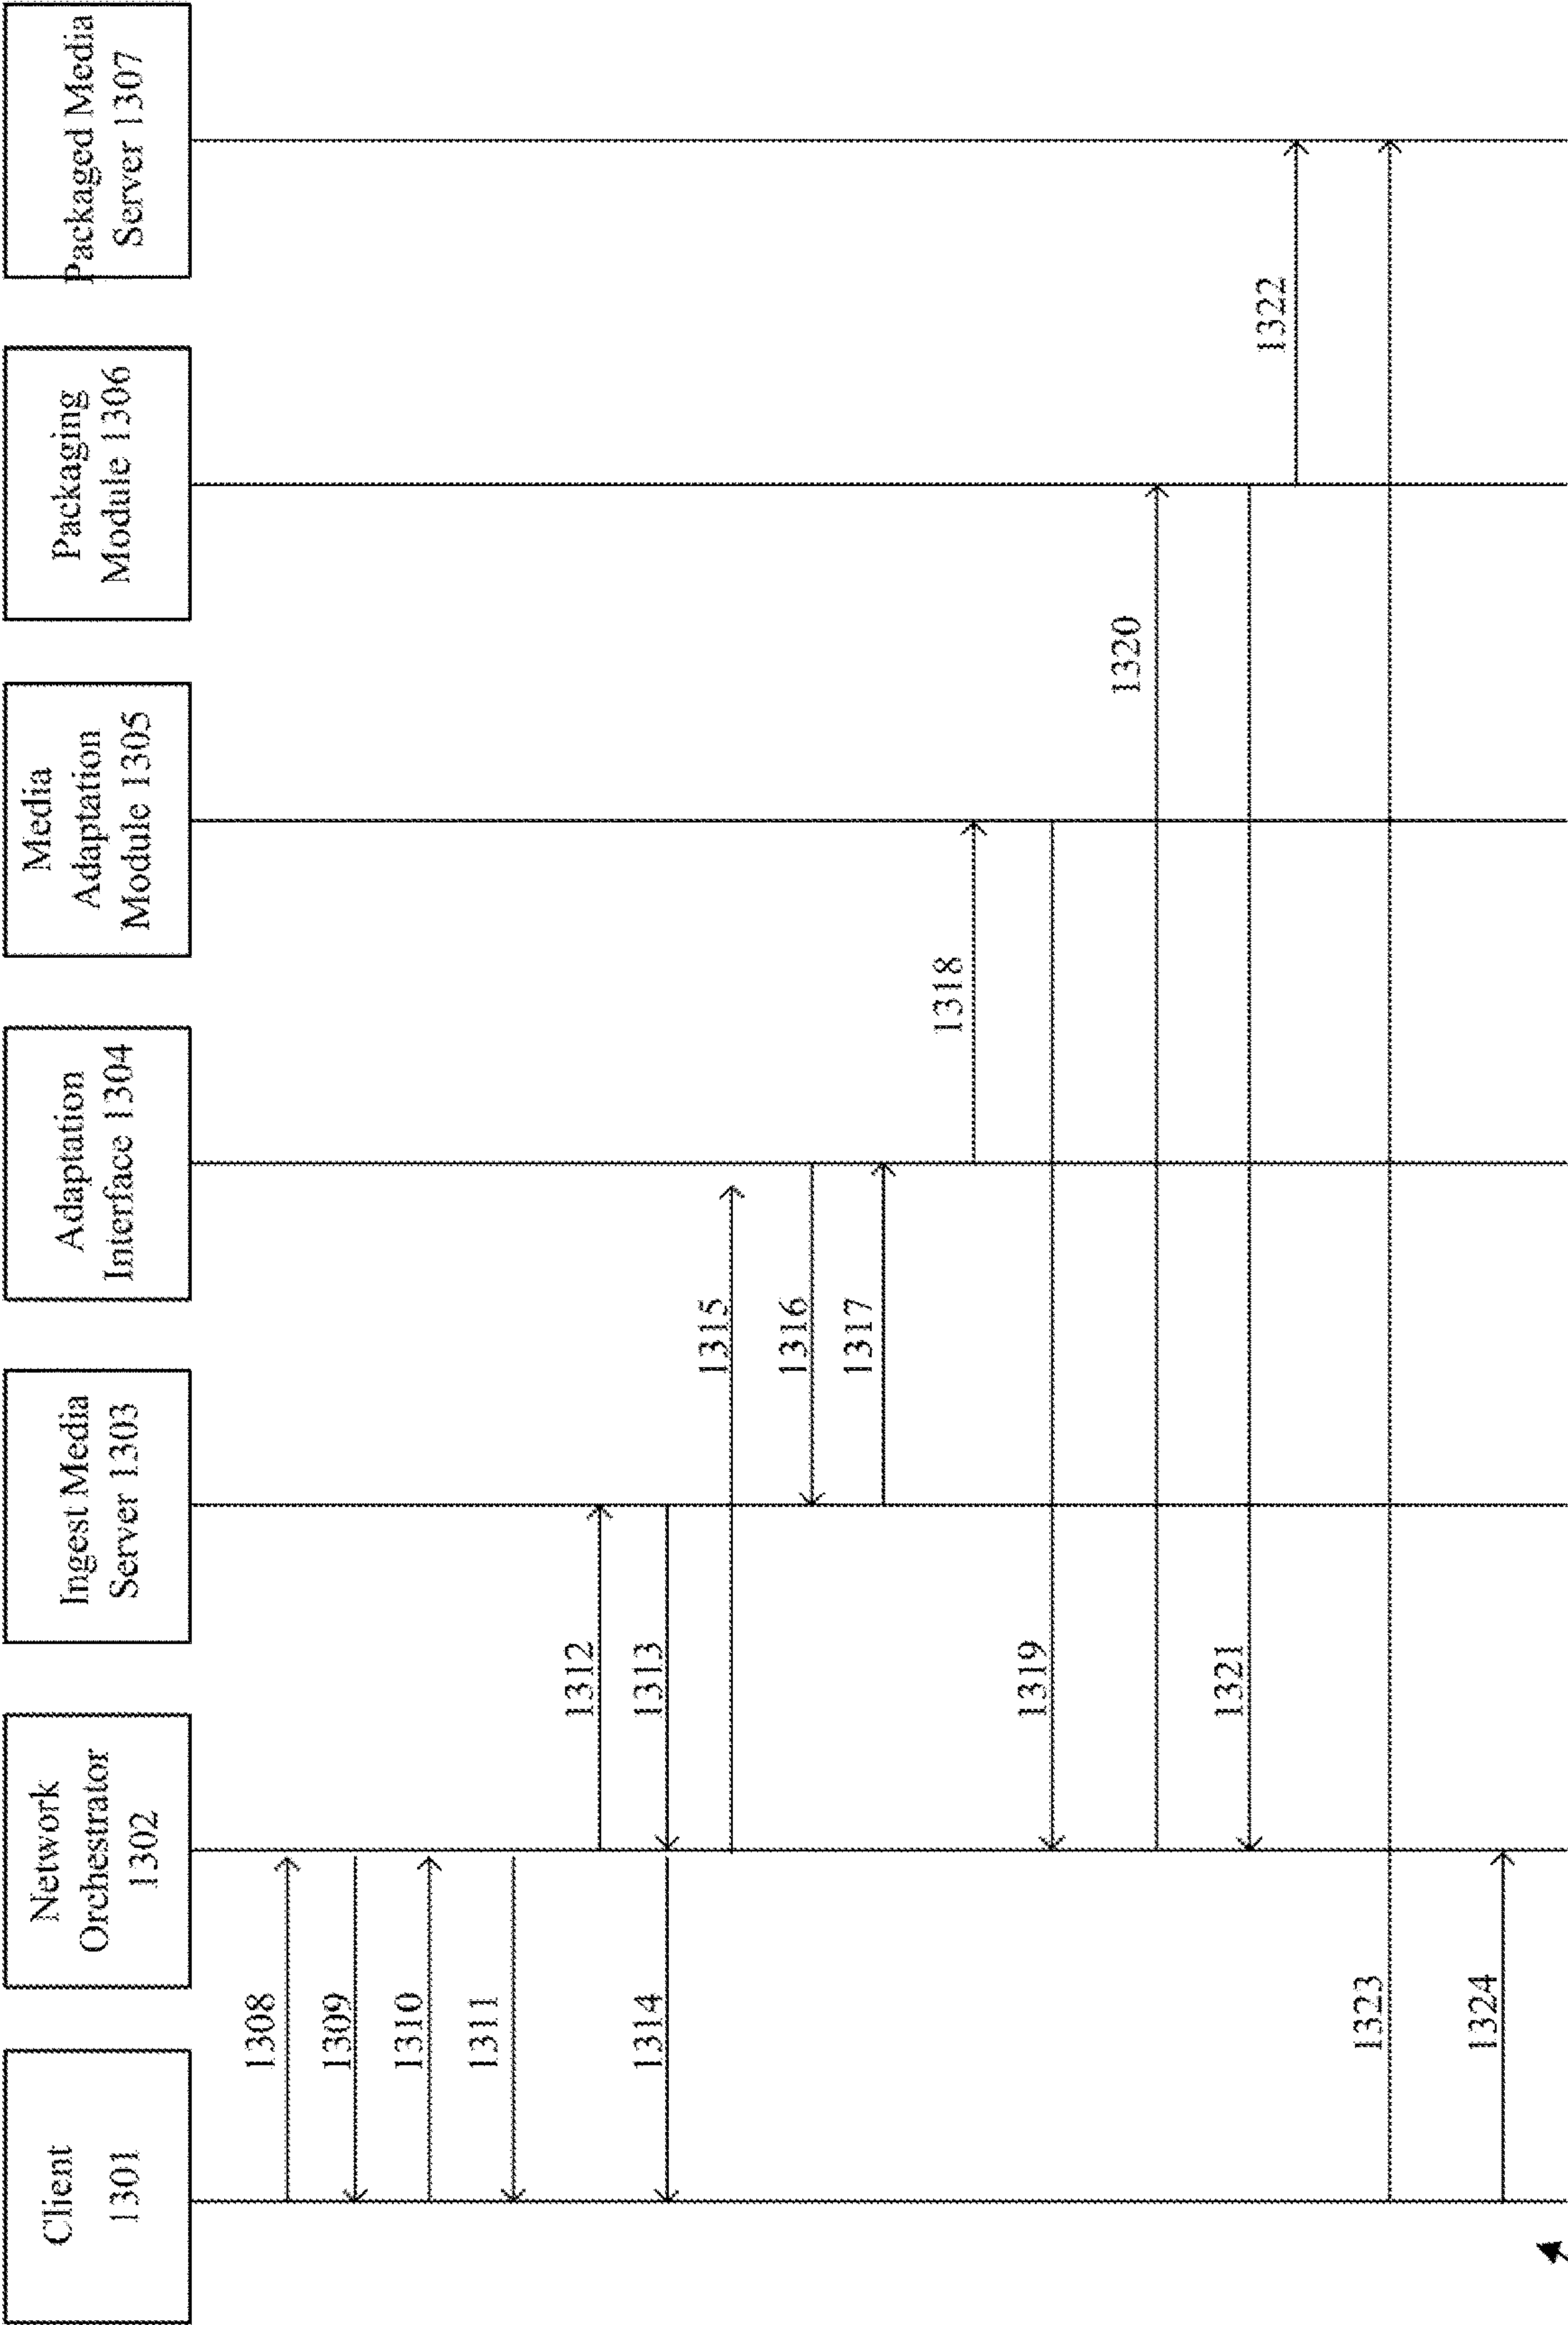 Client
1301
Network
Orchestrator
1302
Ingest Media
Server 1303
Adaptation
Interface 1304
Media
Adaptation
Module 1305
Packaging
Module 1306
Packaged Media
Server 1307
1308
1309
1310
1311
1312
1313
1314
1315
1316
1317
1318
1319
1320
1321
1322
1323
1324